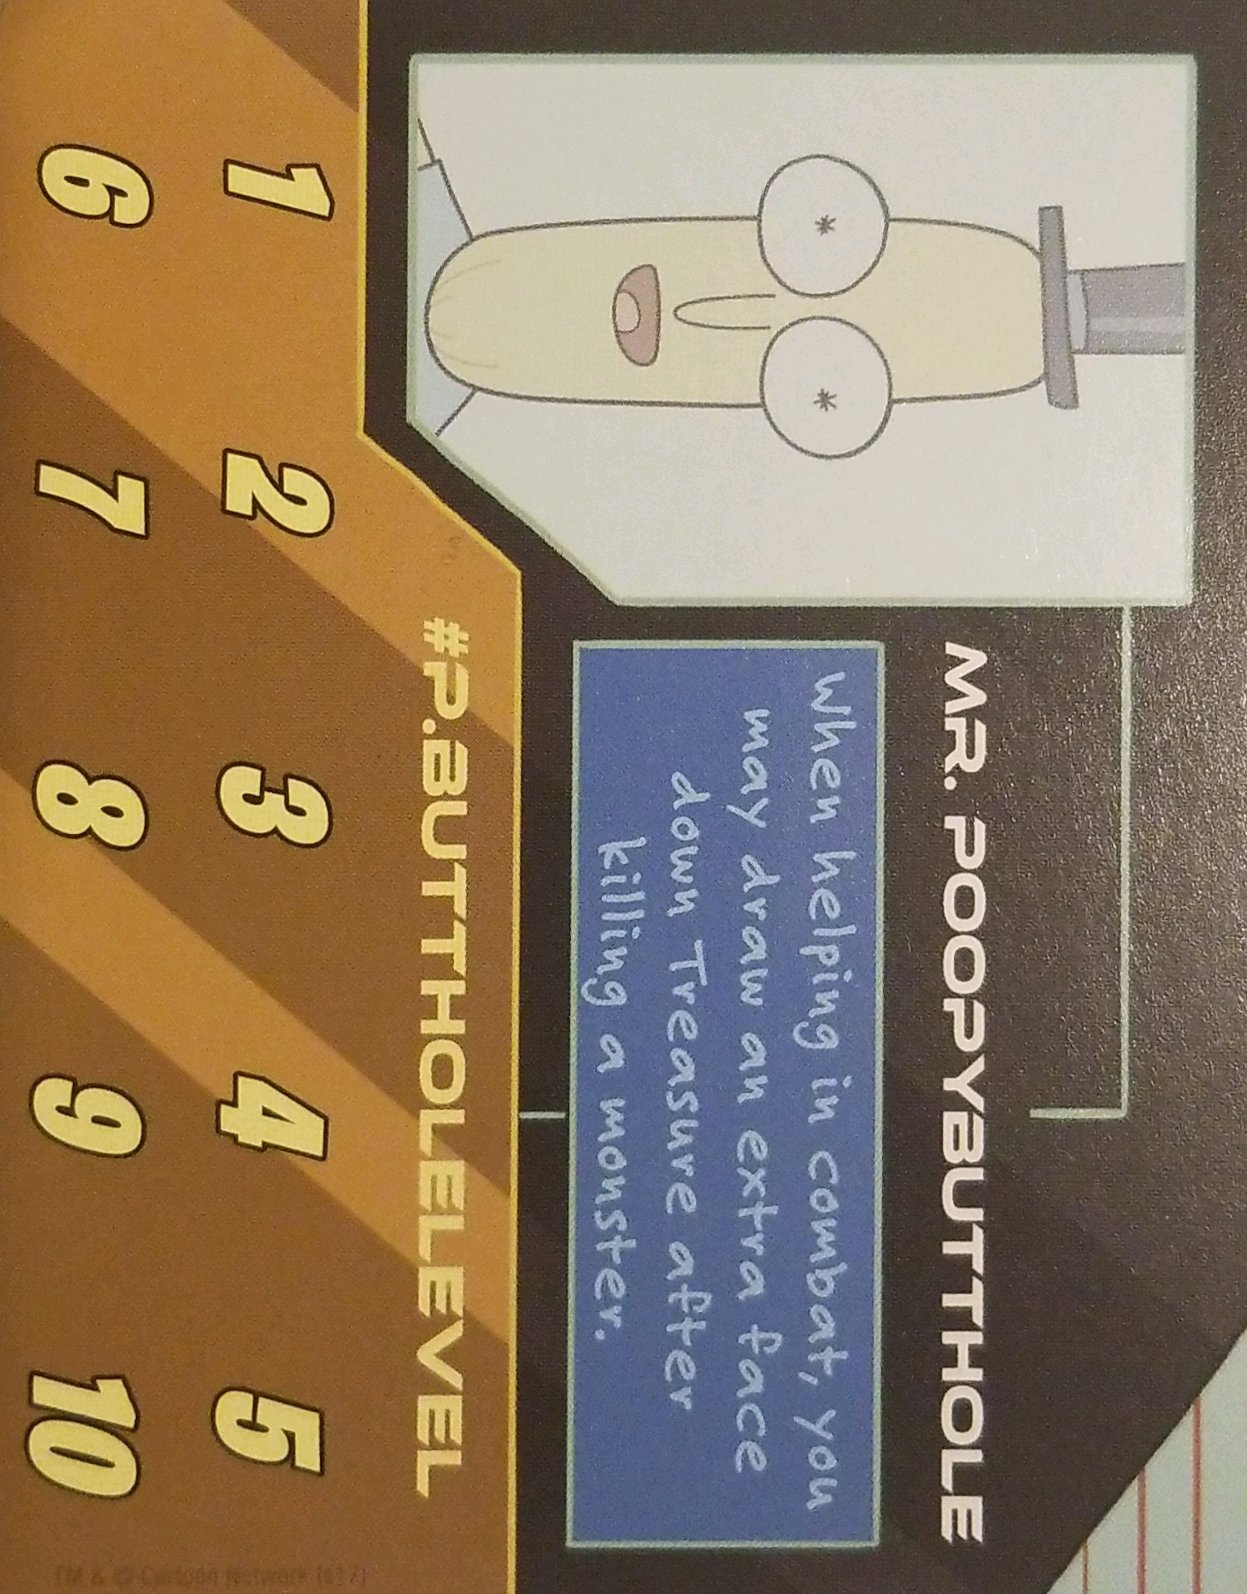 MR. POOPYBUTTHOLE
When helping in combat, you
may draw an extra face
down Treasure after
killing a monster.
#P.BUTTHOLELEVEL
1 2 3 4 5
6 7 8 9 10
TM & © Cartoon Network (s17)